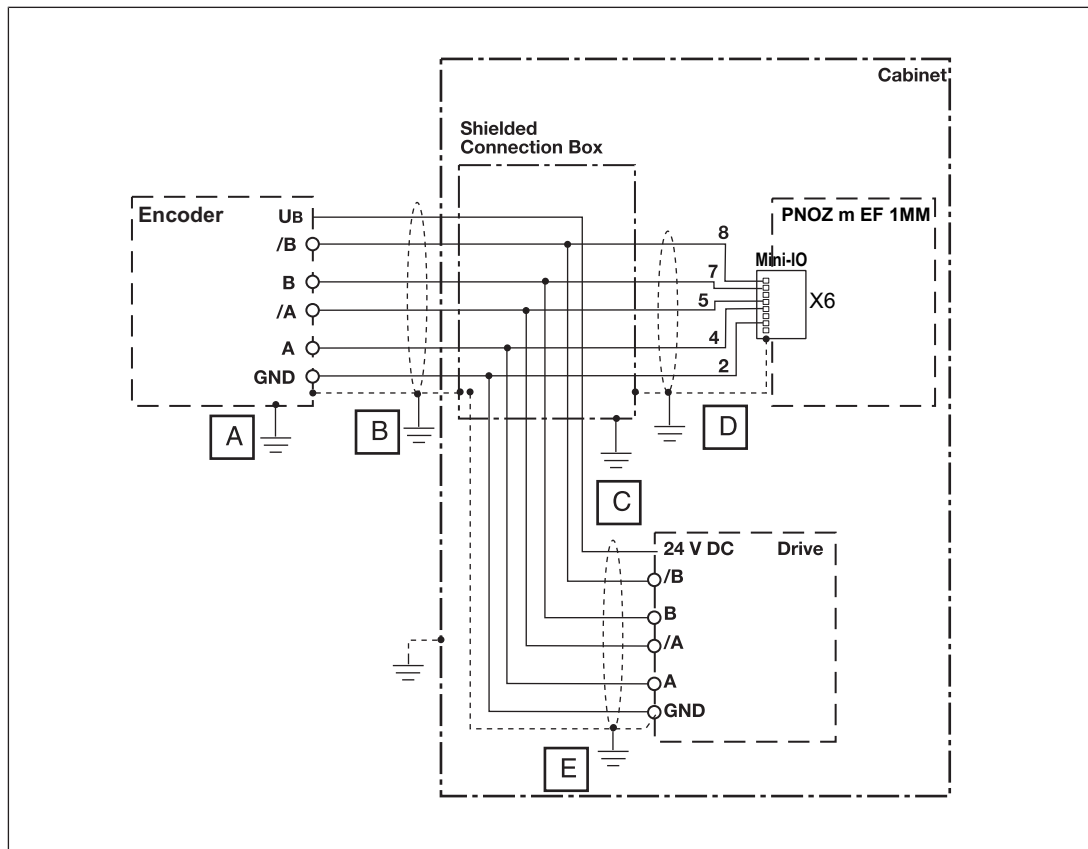 Cabinet
Shielded
Connection Box
Encoder
UB
/B
B
/A
A
GND
A
B
8
7
5
4
2
PNOZ m EF 1MM
Mini-IO
X6
D
C
24 V DC
Drive
/B
B
/A
A
GND
E